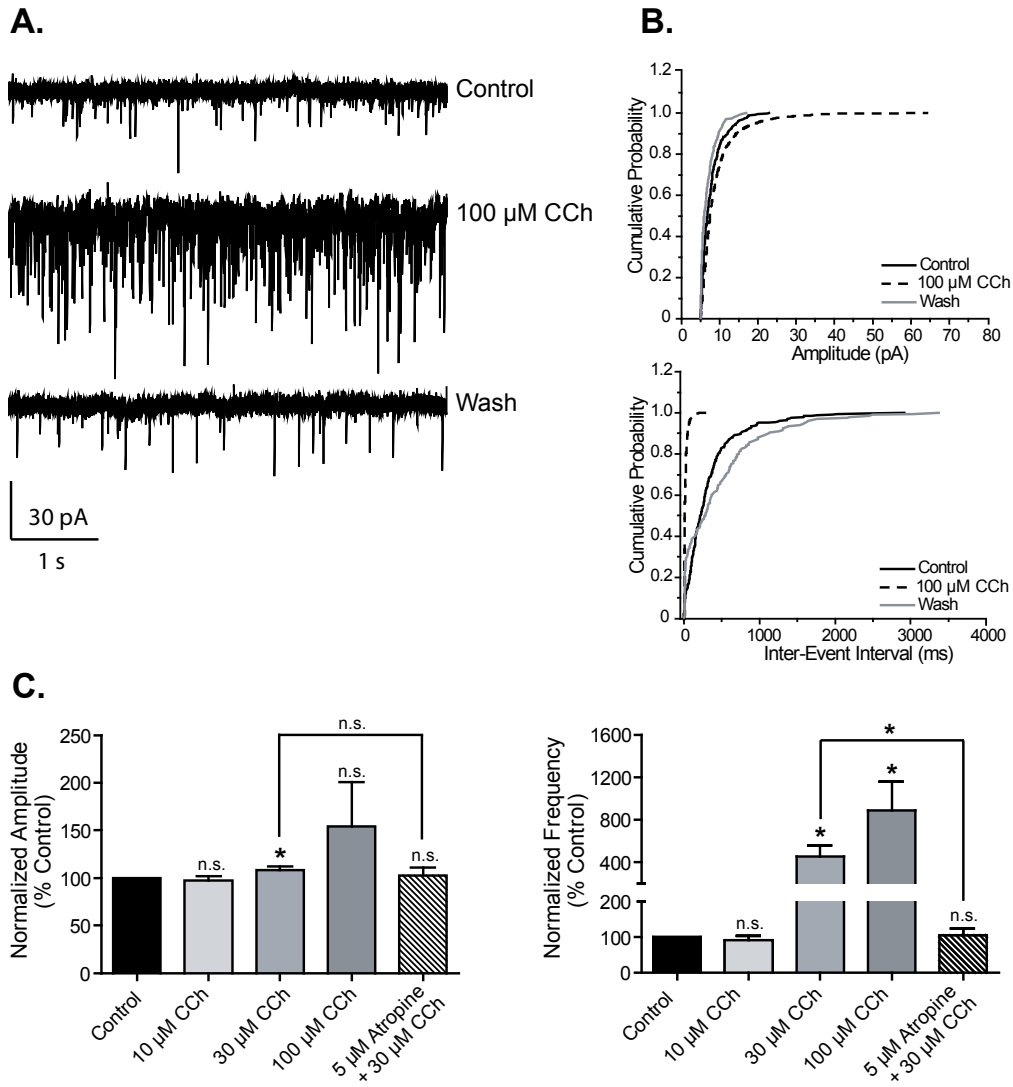 A.
Control
100 µM CCh
Wash
30 pA
1 s
B.
Cumulative Probability
1.2
1.0
0.8
0.6
0.4
0.2
0
0 10 20 30 40 50 60 70 80
Amplitude (pA)
Control
100 µM CCh
Wash
Cumulative Probability
1.2
1.0
0.8
0.6
0.4
0.2
0
0 1000 2000 3000 4000
Inter-Event Interval (ms)
Control
100 µM CCh
Wash
C.
Normalized Amplitude
(% Control)
250
200
150
100
50
0
n.s.
n.s.
*
n.s.
n.s.
Control
10 µM CCh
30 µM CCh
100 µM CCh
5 µM Atropine
+ 30 µM CCh
Normalized Frequency
(% Control)
1600
1200
800
400
200
100
0
*
n.s.
*
*
n.s.
Control
10 µM CCh
30 µM CCh
100 µM CCh
5 µM Atropine
+ 30 µM CCh